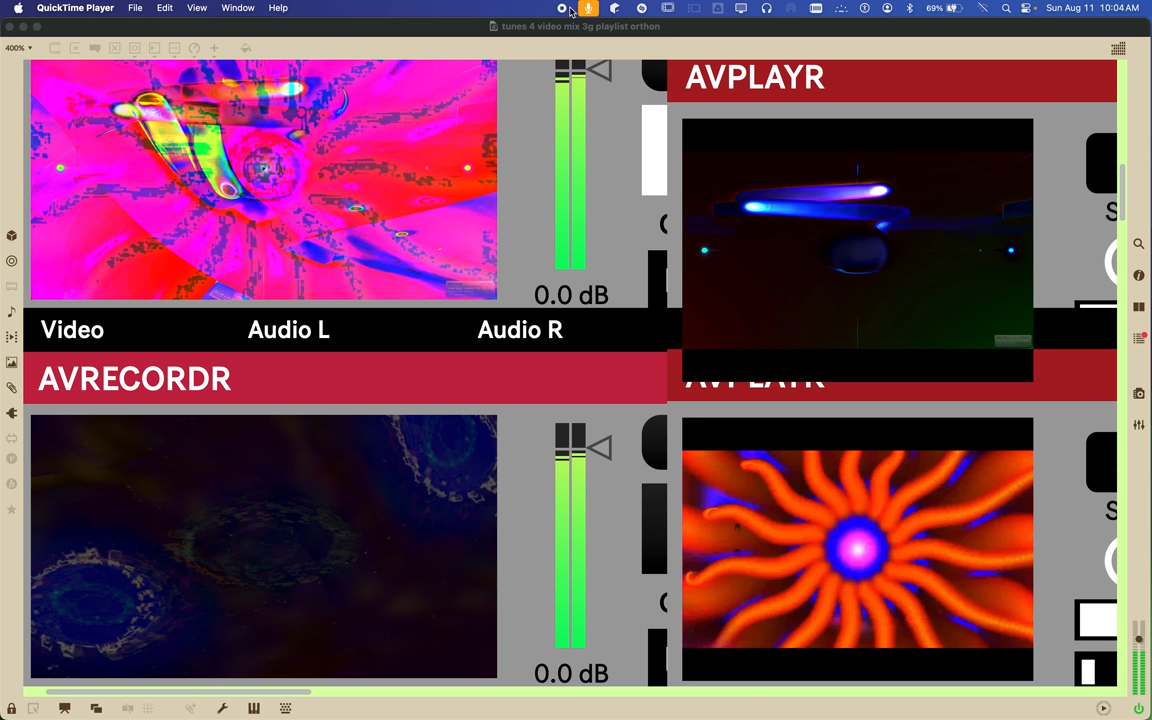 QuickTime Player File Edit View Window Help 69% Sun Aug 11 10:04 AM
tunes 4 video mix 3g playlist orthon
400%
AVPLAYR
S
0.0 dB
Video Audio L Audio R
AVRECORDR
AVPLAYR
S
0.0 dB